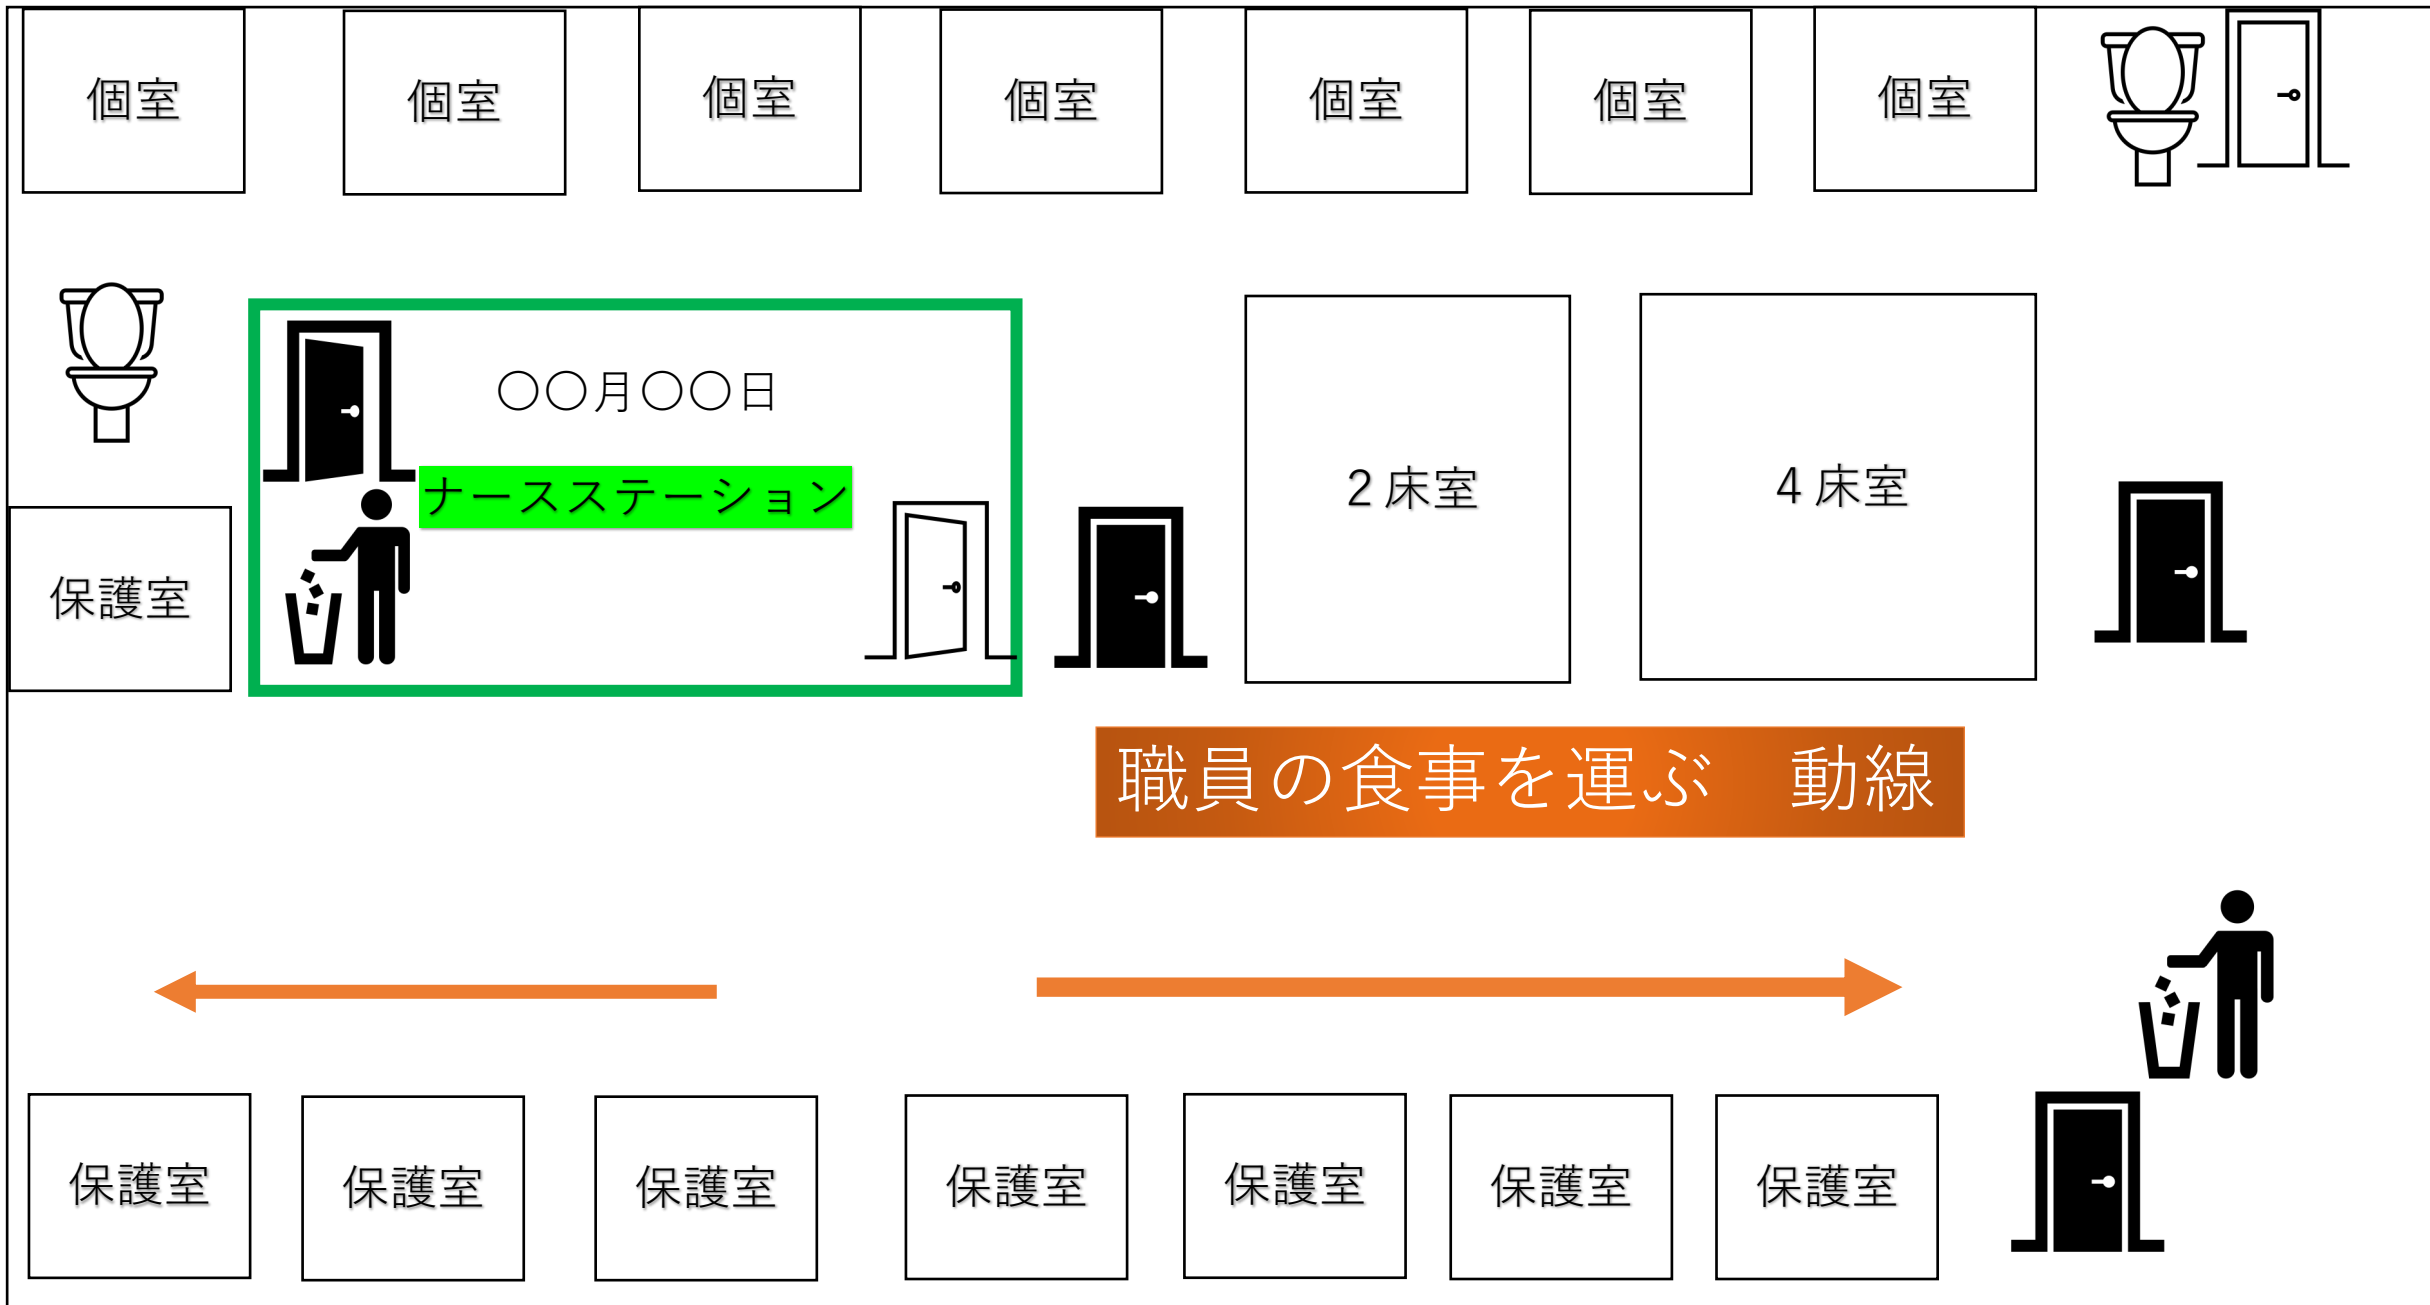 個室
個室
個室
個室
個室
個室
個室
〇〇月〇〇日
ナースステーション
２床室
４床室
保護室
職員の食事を運ぶ　動線
保護室
保護室
保護室
保護室
保護室
保護室
保護室